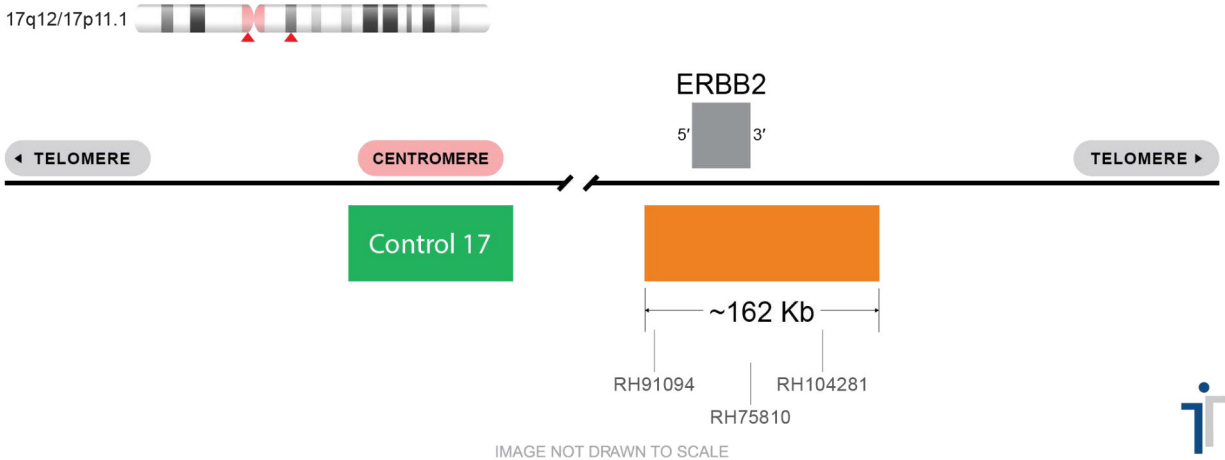 17q12/17p11.1
ERBB2
5′ 3′
◂ TELOMERE CENTROMERE TELOMERE ▸
Control 17
~162 Kb
RH91094 RH104281
RH75810
IMAGE NOT DRAWN TO SCALE